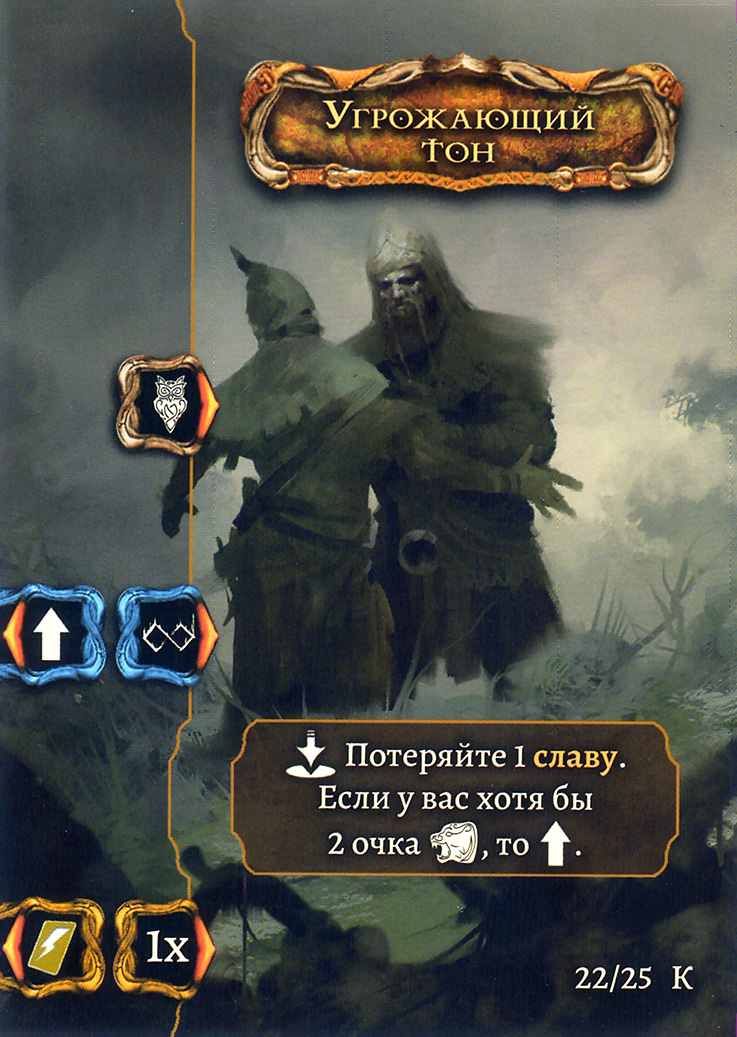 Угрожающий
тон
Потеряйте 1 славу.
Если у вас хотя бы
2 очка , то .
1x
22/25 К